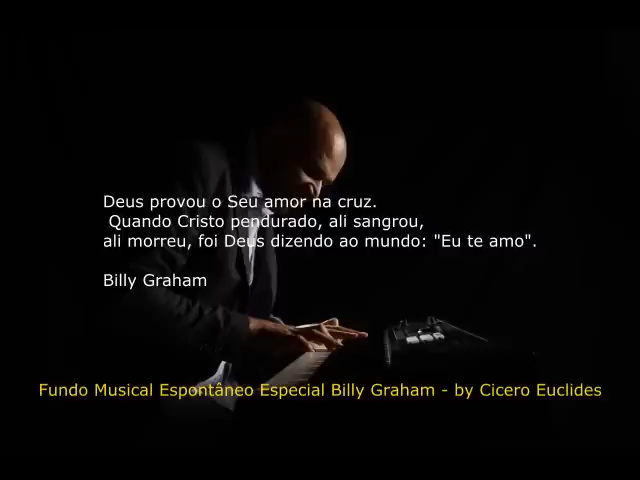 Deus provou o Seu amor na cruz.
Quando Cristo pendurado, ali sangrou,
ali morreu, foi Deus dizendo ao mundo: "Eu te amo".
Billy Graham
Fundo Musical Espontâneo Especial Billy Graham - by Cicero Euclides